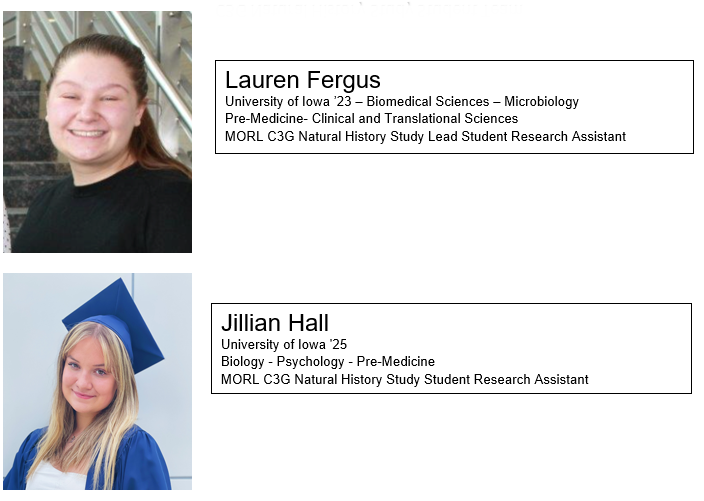 Lauren Fergus
University of Iowa '23 – Biomedical Sciences – Microbiology
Pre-Medicine- Clinical and Translational Sciences
MORL C3G Natural History Study Lead Student Research Assistant
Jillian Hall
University of Iowa '25
Biology - Psychology - Pre-Medicine
MORL C3G Natural History Study Student Research Assistant